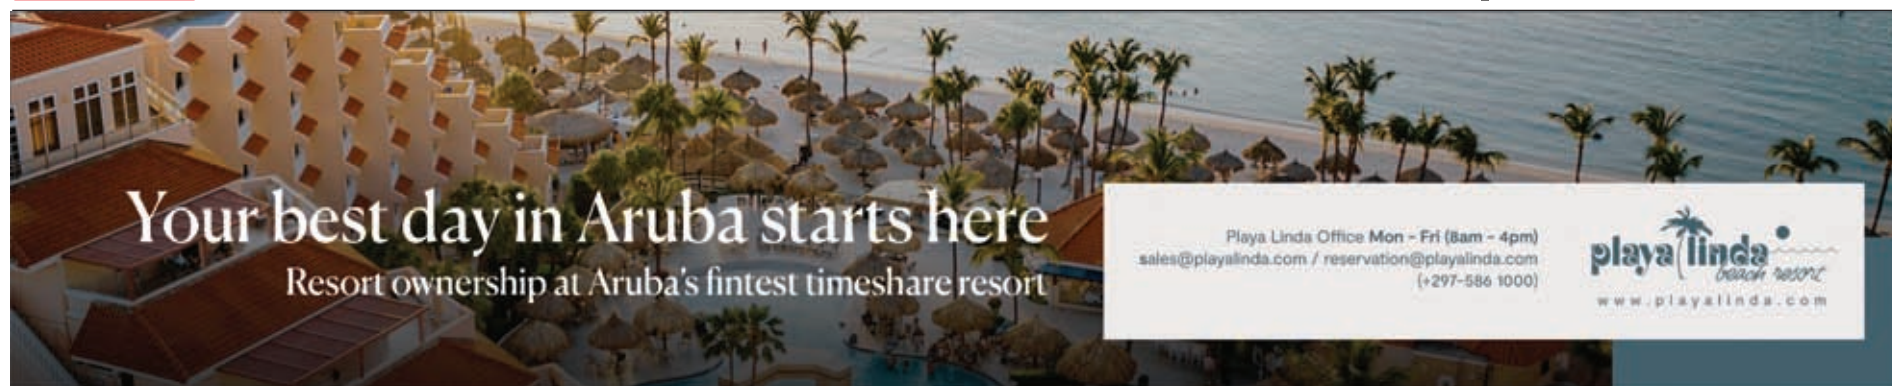 Your best day in Aruba starts here
Resort ownership at Aruba's fintest timeshare resort
Playa Linda Office Mon - Fri (8am - 4pm)
sales@playalinda.com / reservation@playalinda.com
(+297-586 1000)
playa linda
beach resort
www.playalinda.com